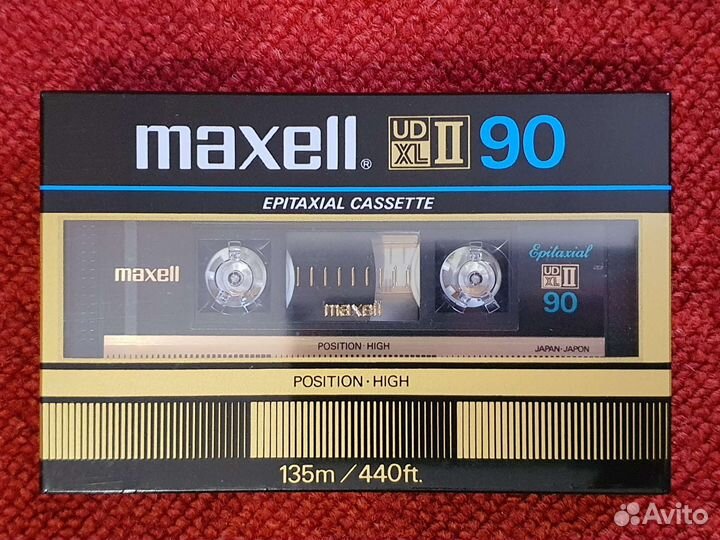 maxell® UD XL II 90
EPITAXIAL CASSETTE
maxell
maxell
Epitaxial
UD XL II
90
POSITION · HIGH
JAPAN · JAPON
POSITION · HIGH
135m / 440ft.
Avito